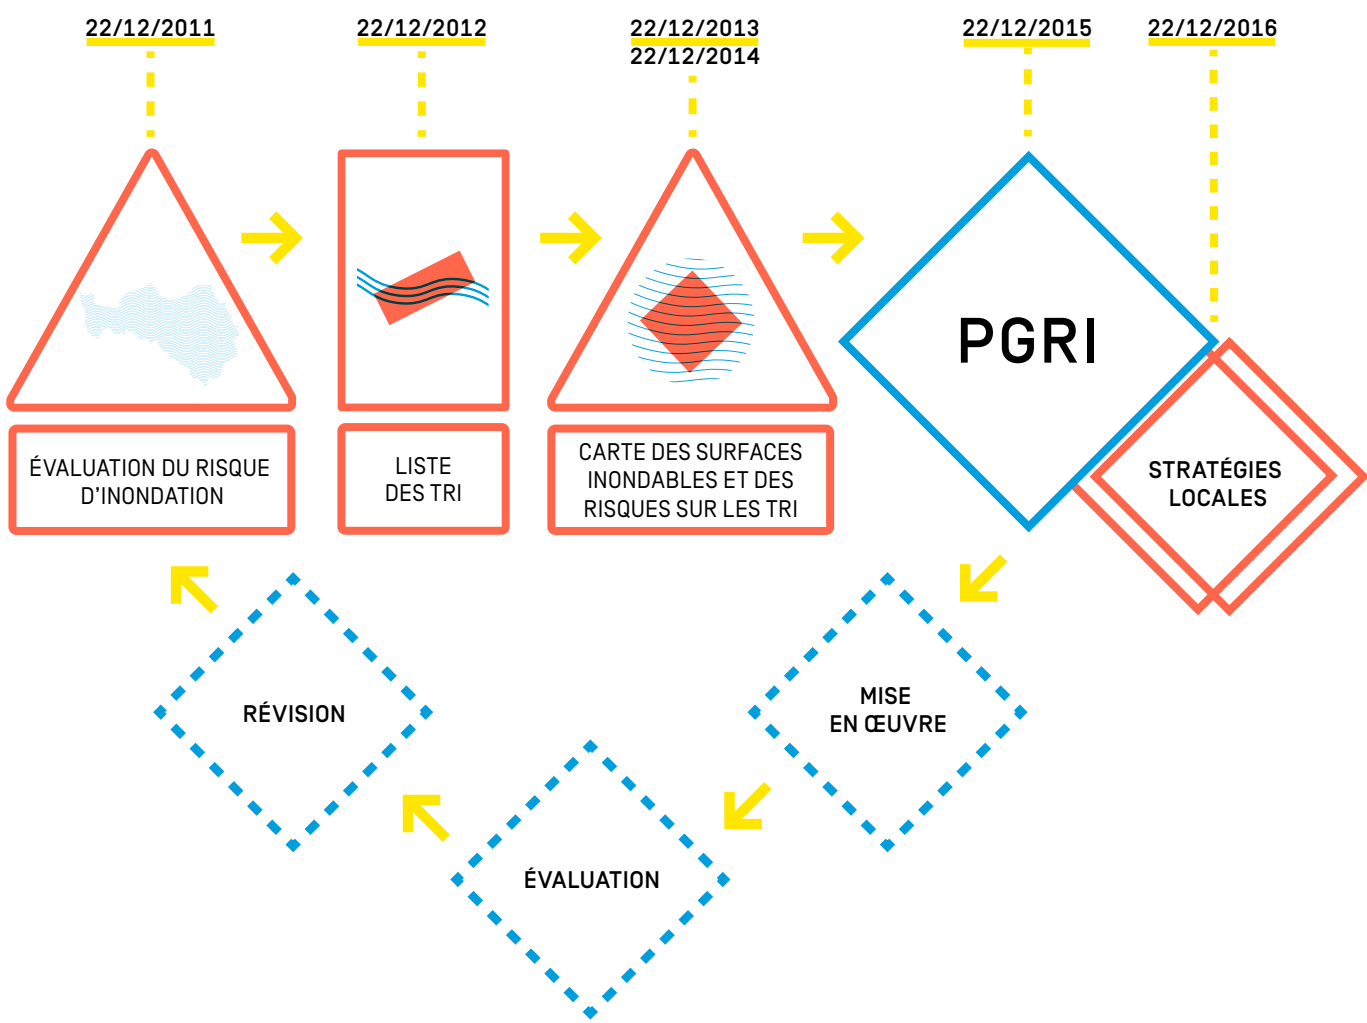 22/12/2011
22/12/2012
22/12/2013
22/12/2014
22/12/2015
22/12/2016
ÉVALUATION DU RISQUE
D'INONDATION
LISTE
DES TRI
CARTE DES SURFACES
INONDABLES ET DES
RISQUES SUR LES TRI
PGRI
STRATÉGIES
LOCALES
MISE
EN ŒUVRE
ÉVALUATION
RÉVISION